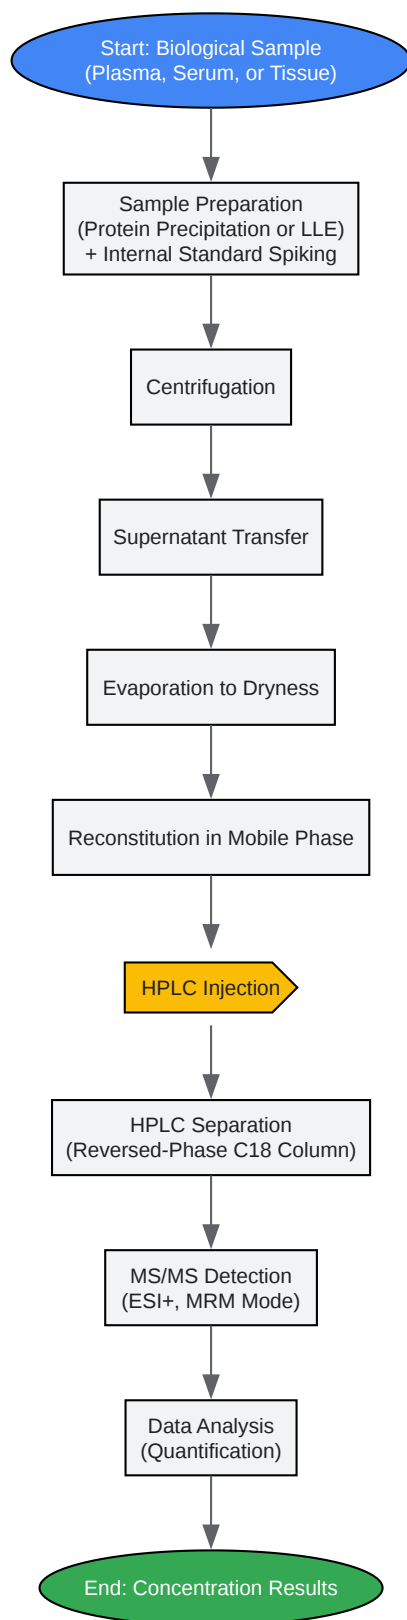 Start: Biological Sample
(Plasma, Serum, or Tissue)
Sample Preparation
(Protein Precipitation or LLE)
+ Internal Standard Spiking
Centrifugation
Supernatant Transfer
Evaporation to Dryness
Reconstitution in Mobile Phase
HPLC Injection
HPLC Separation
(Reversed-Phase C18 Column)
MS/MS Detection
(ESI+, MRM Mode)
Data Analysis
(Quantification)
End: Concentration Results